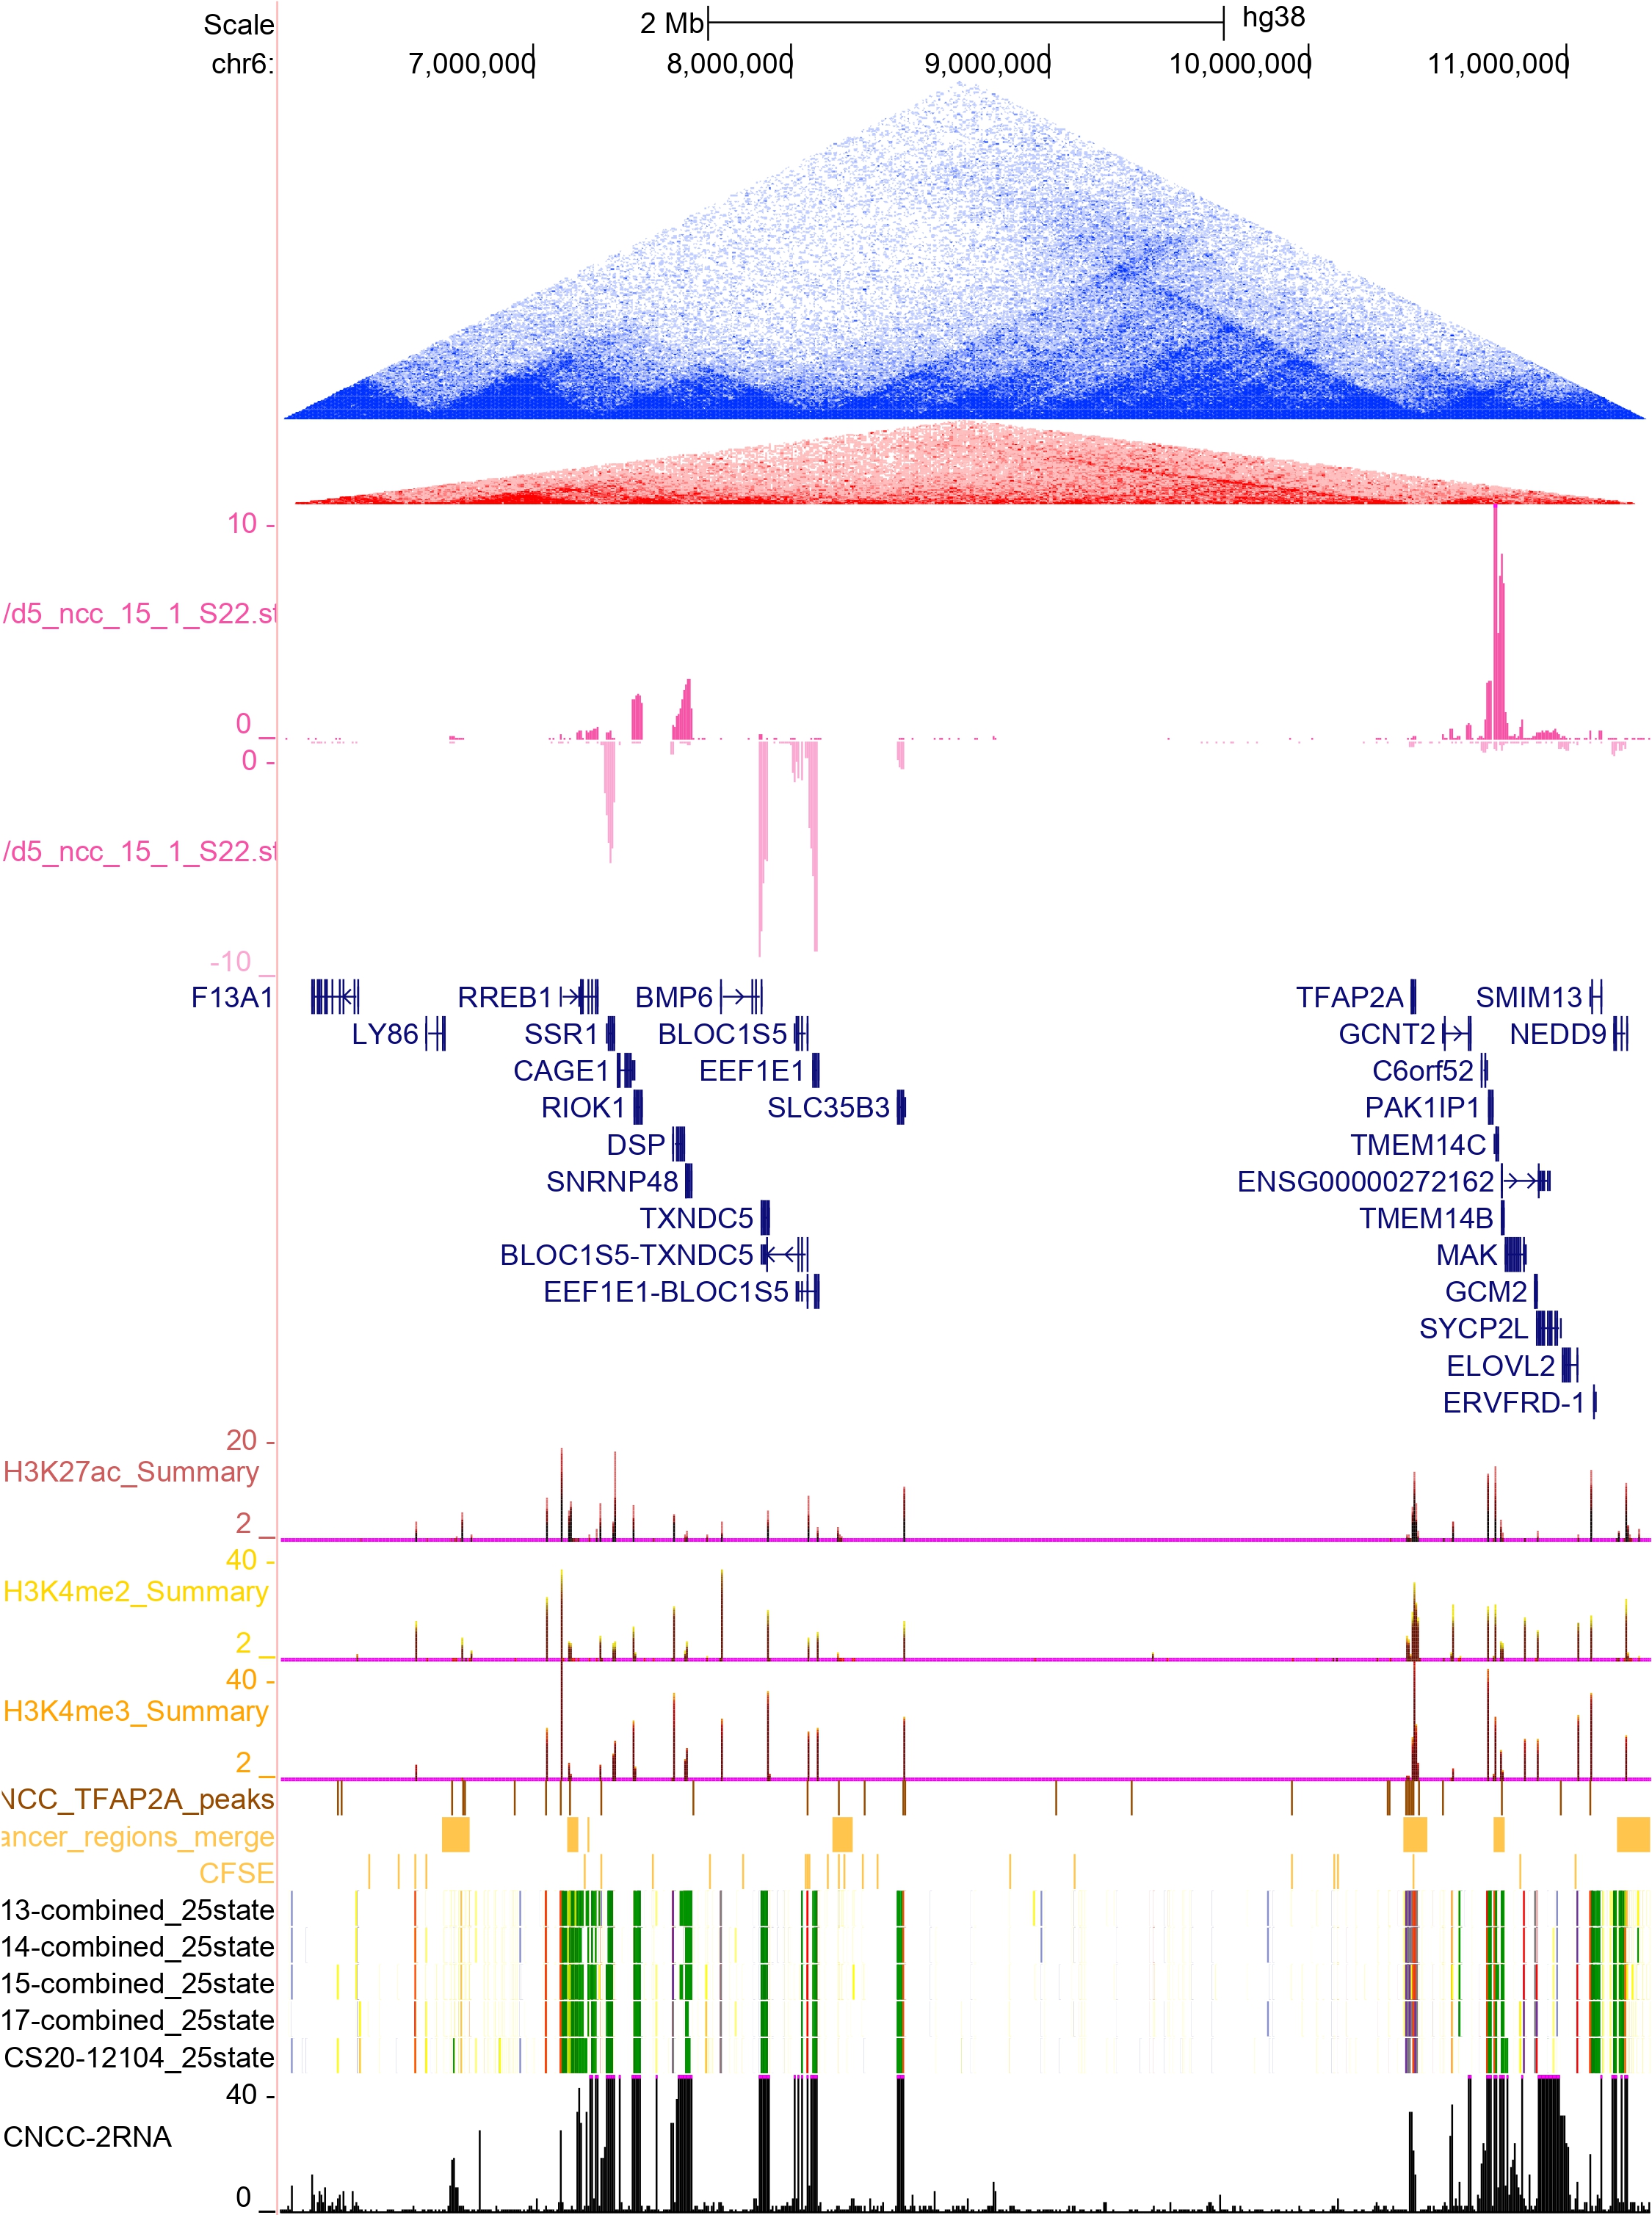 Scale 2 Mb hg38
chr6: 7,000,000 8,000,000 9,000,000 10,000,000 11,000,000
10
/d5_ncc_15_1_S22.st
0
0
/d5_ncc_15_1_S22.st
-10
F13A1 RREB1 BMP6 TFAP2A SMIM13
LY86 SSR1 BLOC1S5 GCNT2 NEDD9
CAGE1 EEF1E1 C6orf52
RIOK1 SLC35B3 PAK1IP1
DSP TMEM14C
SNRNP48 ENSG00000272162
TXNDC5 TMEM14B
BLOC1S5-TXNDC5 MAK
EEF1E1-BLOC1S5 GCM2
SYCP2L
ELOVL2
ERVFRD-1
20
H3K27ac_Summary
2
40
H3K4me2_Summary
2
40
H3K4me3_Summary
2
NCC_TFAP2A_peaks
ancer_regions_merge
CFSE
13-combined_25state
14-combined_25state
15-combined_25state
17-combined_25state
CS20-12104_25state
40
CNCC-2RNA
0